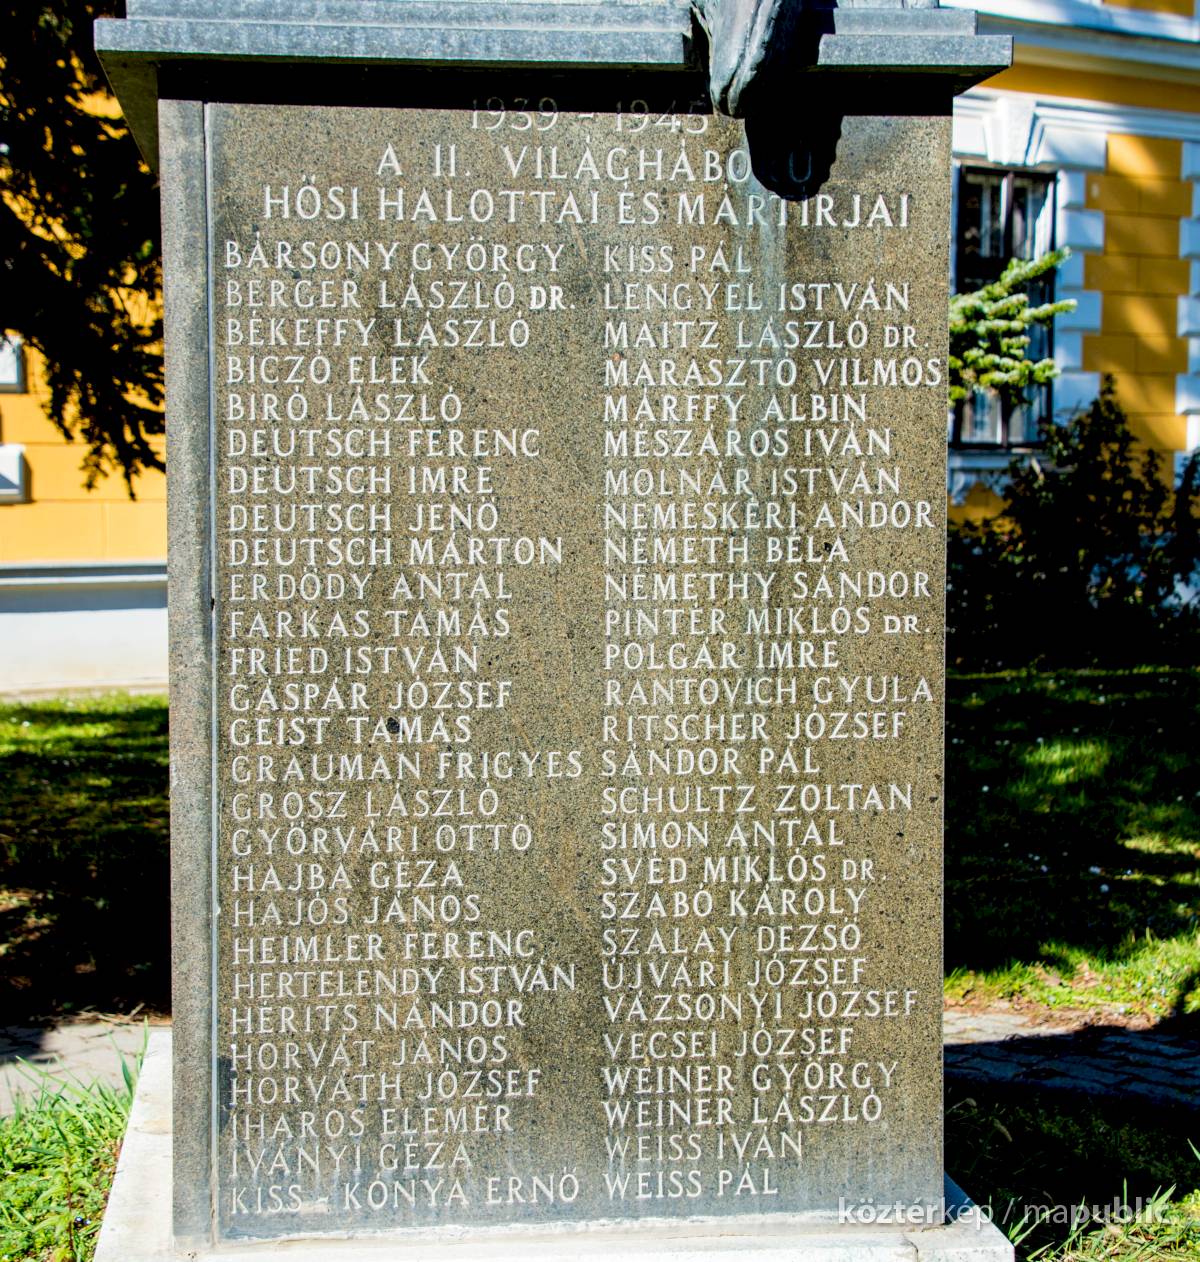 1939 - 1945
A II. VILÁGHÁBORÚ
HŐSI HALOTTAI ÉS MÁRTIRJAI
BÁRSONY GYÖRGY
BERGER LÁSZLÓ DR.
BÉKEFFY LÁSZLÓ
BICZÓ ELEK
BIRÓ LÁSZLÓ
DEUTSCH FERENC
DEUTSCH IMRE
DEUTSCH JENŐ
DEUTSCH MÁRTON
ERDŐDY ANTAL
FARKAS TAMÁS
FRIED ISTVÁN
GÁSPÁR JÓZSEF
GEIST TAMÁS
GRAUMAN FRIGYES
GROSZ LÁSZLÓ
GYŐRVÁRI OTTÓ
HAJBA GÉZA
HAJÓS JÁNOS
HEIMLER FERENC
HERTELENDY ISTVÁN
HÉRITS NÁNDOR
HORVÁT JÁNOS
HORVÁTH JÓZSEF
IHAROS ELEMÉR
IVÁNYI GÉZA
KISS - KÓNYA ERNŐ
KISS PÁL
LENGYEL ISTVÁN
MAITZ LÁSZLÓ DR.
MARASZTÓ VILMOS
MÁRFFY ALBIN
MÉSZÁROS IVÁN
MOLNÁR ISTVÁN
NEMESKÉRI ANDOR
NÉMETH BÉLA
NÉMETHY SÁNDOR
PINTÉR MIKLÓS DR.
POLGÁR IMRE
RANTOVICH GYULA
RITSCHER JÓZSEF
SÁNDOR PÁL
SCHULTZ ZOLTÁN
SIMON ANTAL
SVÉD MIKLÓS DR.
SZABÓ KÁROLY
SZALAY DEZSŐ
ÚJVÁRI JÓZSEF
VÁZSONYI JÓZSEF
VECSEI JÓZSEF
WEINER GYÖRGY
WEINER LÁSZLÓ
WEISS IVÁN
WEISS PÁL
köztérkép / mapublic